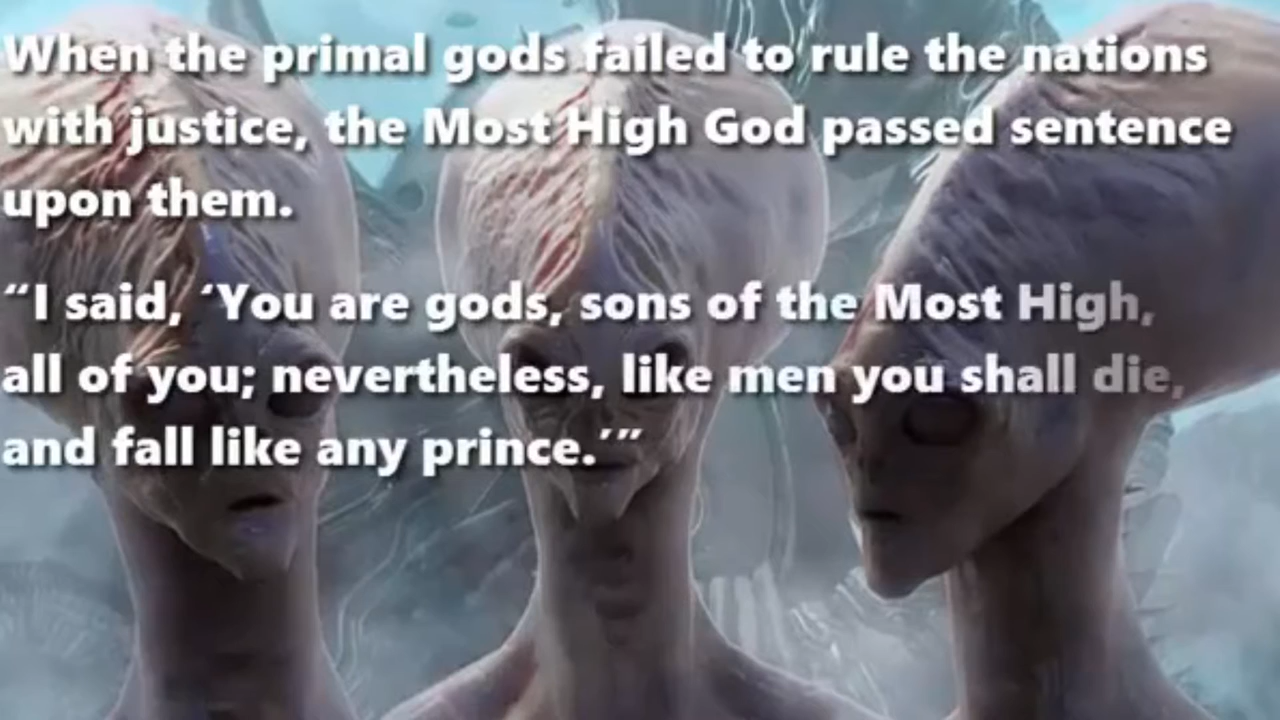 When the primal gods failed to rule the nations
with justice, the Most High God passed sentence
upon them.
“I said, ‘You are gods, sons of the Most High,
all of you; nevertheless, like men you shall die,
and fall like any prince.’”